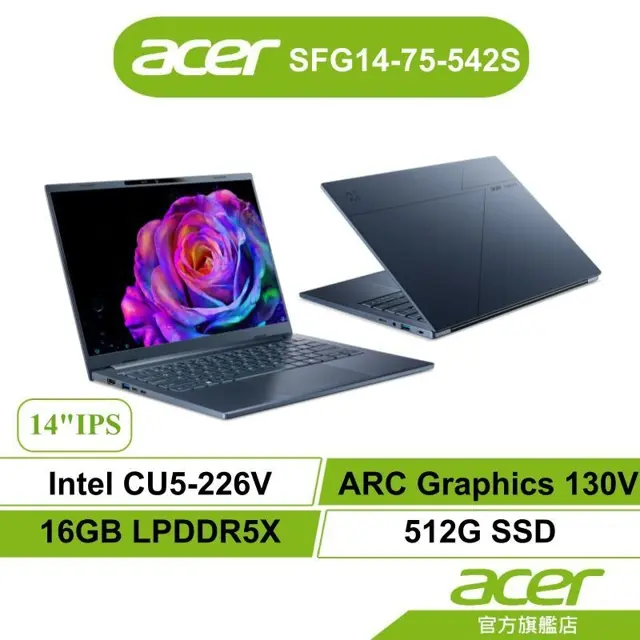 acer SFG14-75-542S
acer
14"IPS
Intel CU5-226V
ARC Graphics 130V
16GB LPDDR5X
512G SSD
acer
官方旗艦店